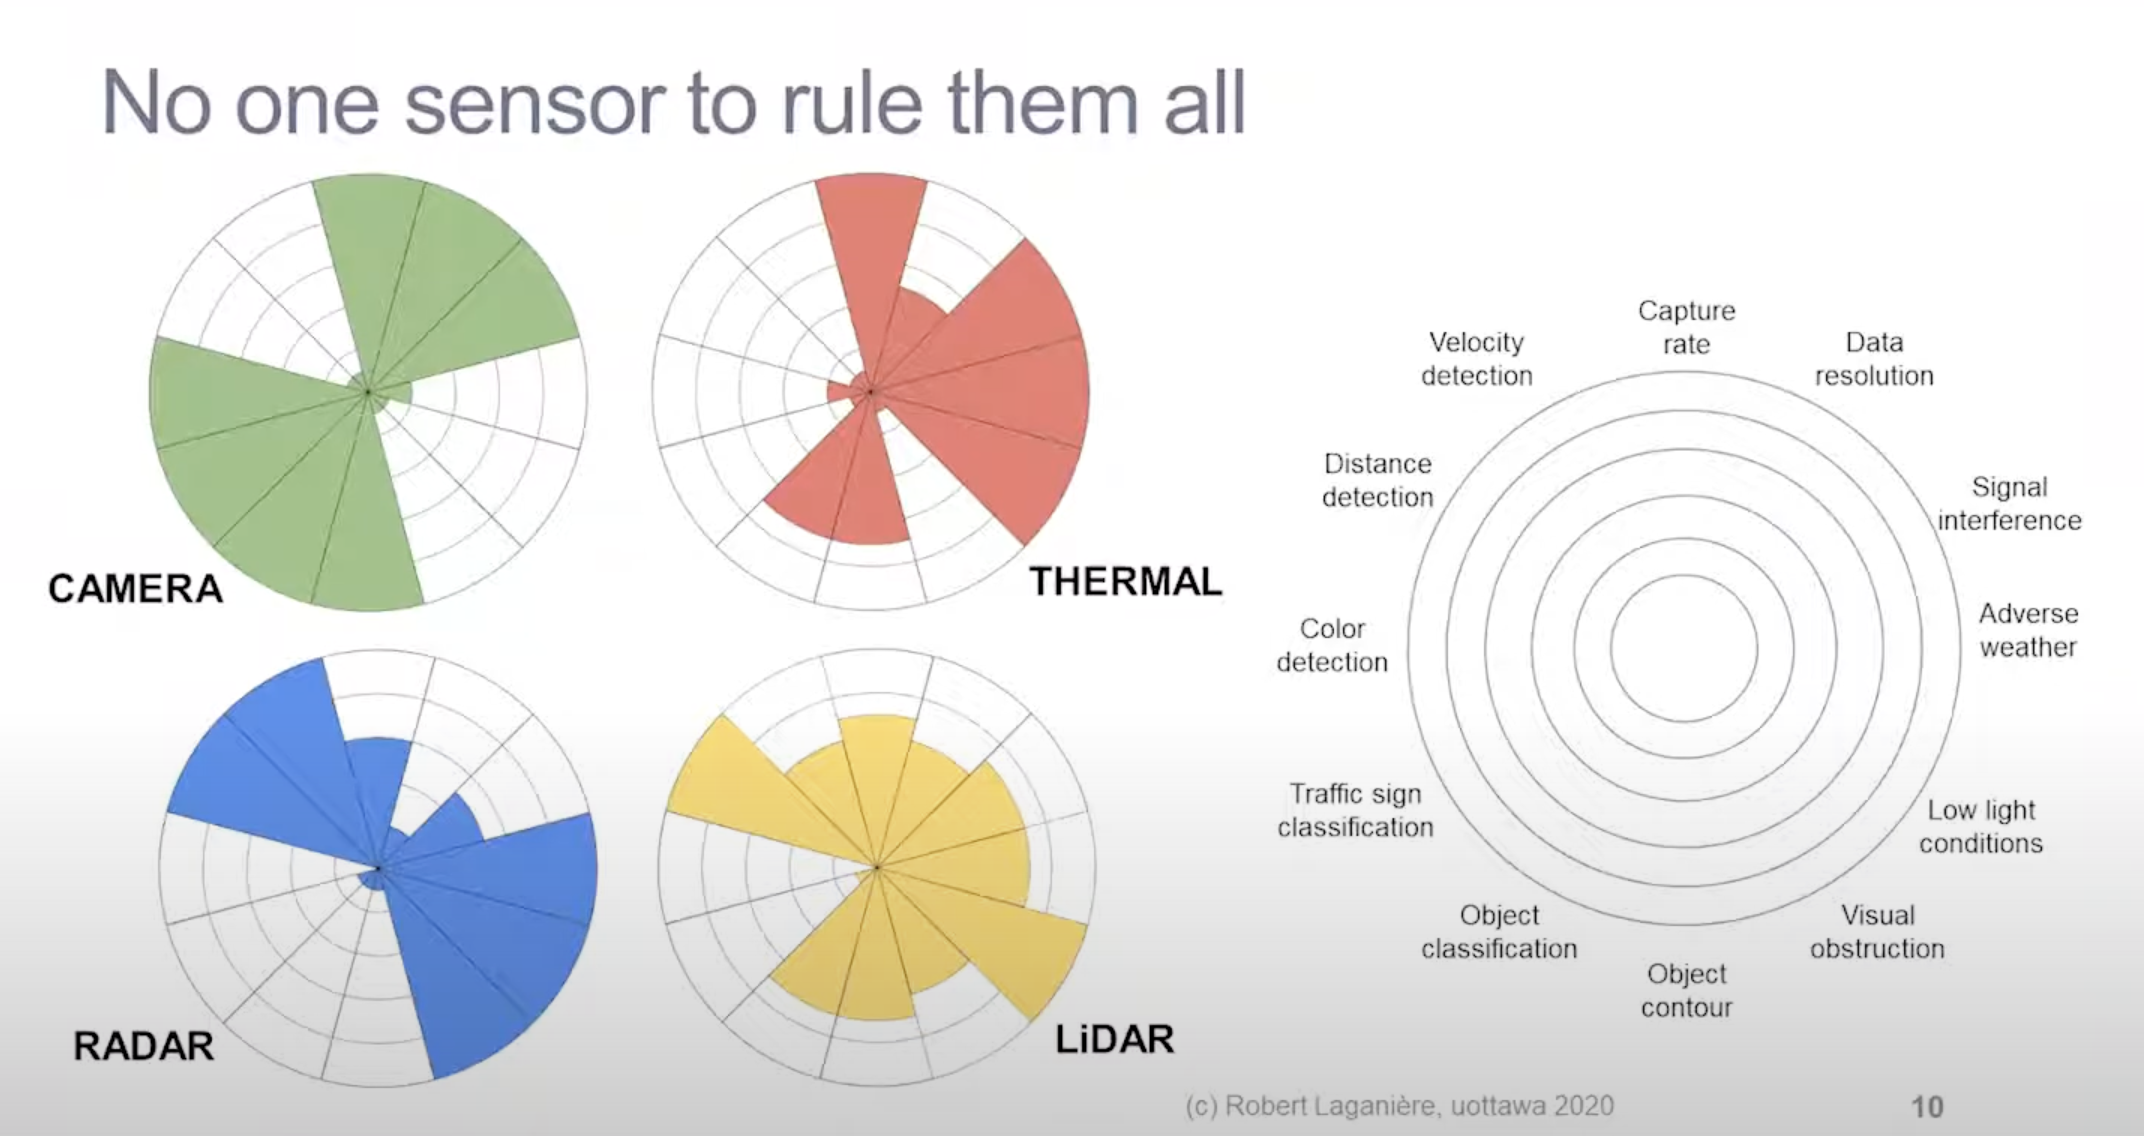 No one sensor to rule them all
CAMERA
THERMAL
RADAR
LiDAR
Capture
rate
Data
resolution
Signal
interference
Adverse
weather
Low light
conditions
Visual
obstruction
Object
contour
Object
classification
Traffic sign
classification
Color
detection
Distance
detection
Velocity
detection
(c) Robert Laganière, uottawa 2020
10